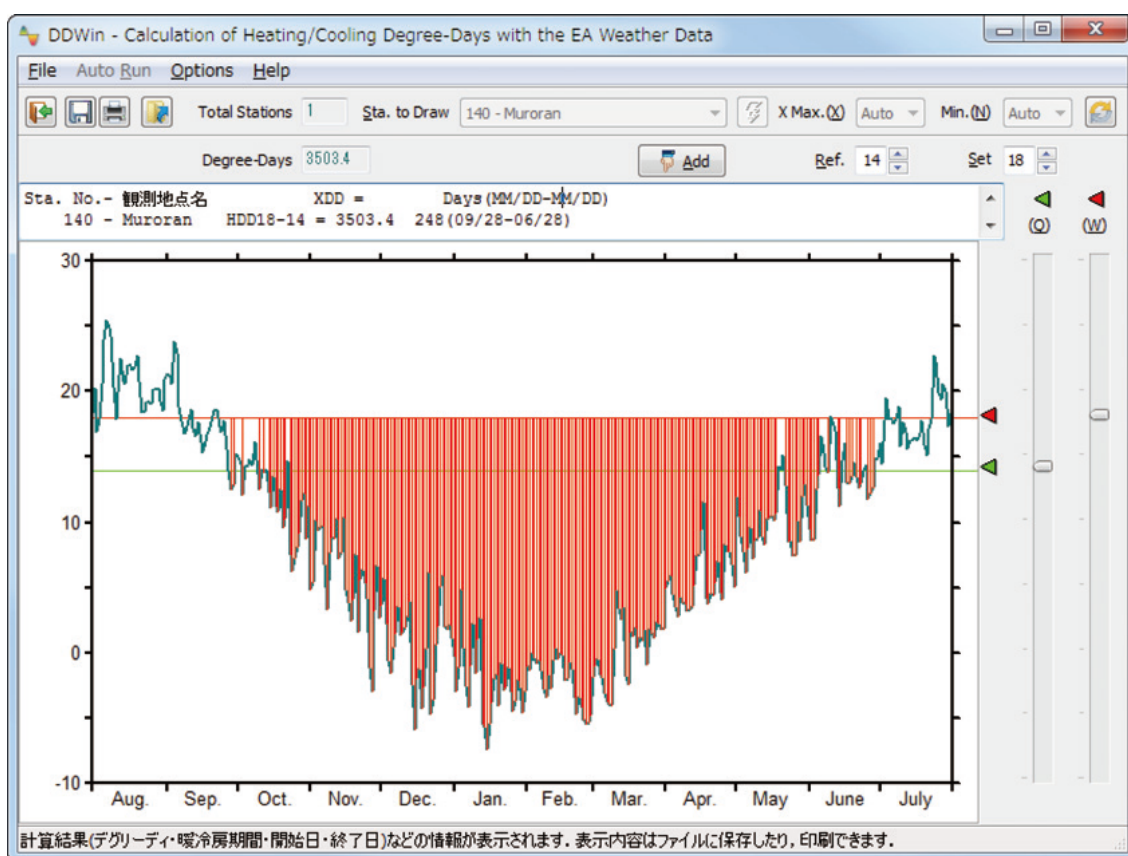 DDWin - Calculation of Heating/Cooling Degree-Days with the EA Weather Data
File Auto Run Options Help
Total Stations 1 Sta. to Draw 140 - Muroran X Max.(X) Auto Min.(N) Auto
Degree-Days 3503.4 Add Ref. 14 Set 18
Sta. No.- 観測地点名 XDD = Days(MM/DD-MM/DD)
140 - Muroran HDD18-14 = 3503.4 248(09/28-06/28)
(Q) (W)
30
20
10
0
-10
Aug. Sep. Oct. Nov. Dec. Jan. Feb. Mar. Apr. May June July
計算結果(デグリーディ・暖冷房期間・開始日・終了日)などの情報が表示されます. 表示内容はファイルに保存したり, 印刷できます.